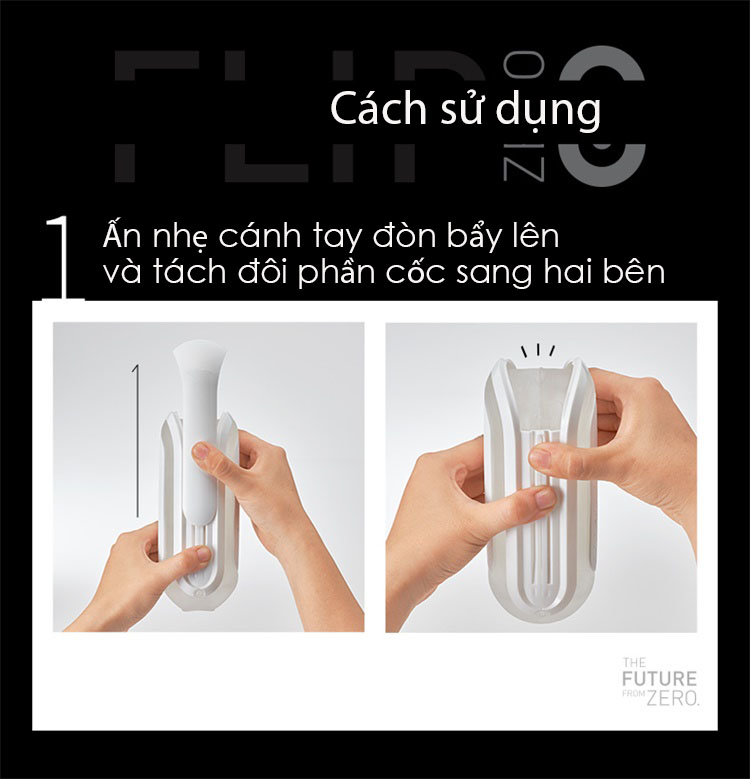 FLIP 0
ZERO
Cách sử dụng
1
Ấn nhẹ cánh tay đòn bẩy lên
và tách đôi phần cốc sang hai bên
THE
FUTURE
FROM ZERO.